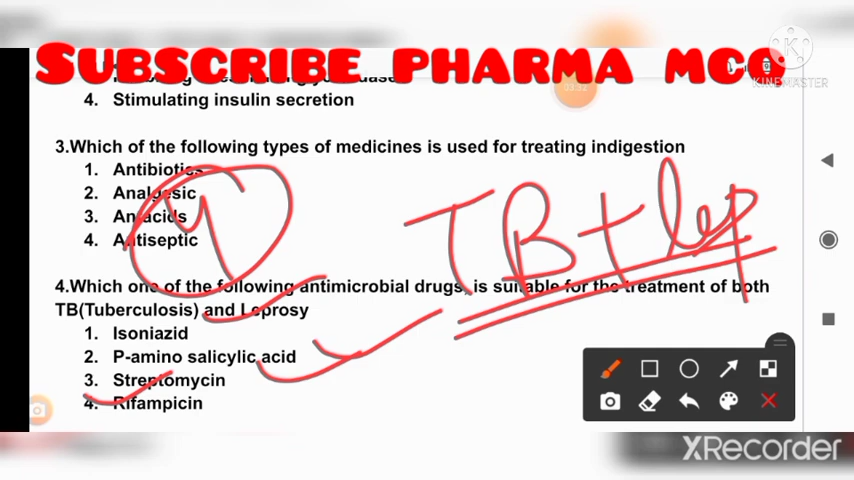 SUBSCRIBE PHARMA MCQ
KINEMASTER
03:32
4. Stimulating insulin secretion
3.Which of the following types of medicines is used for treating indigestion
1. Antibiotics
2. Analgesic
3. Antacids
4. Antiseptic
4
TB+lep
4.Which one of the following antimicrobial drugs, is suitable for the treatment of both
TB(Tuberculosis) and Leprosy
1. Isoniazid
2. P-amino salicylic acid
3. Streptomycin
4. Rifampicin
XRecorder